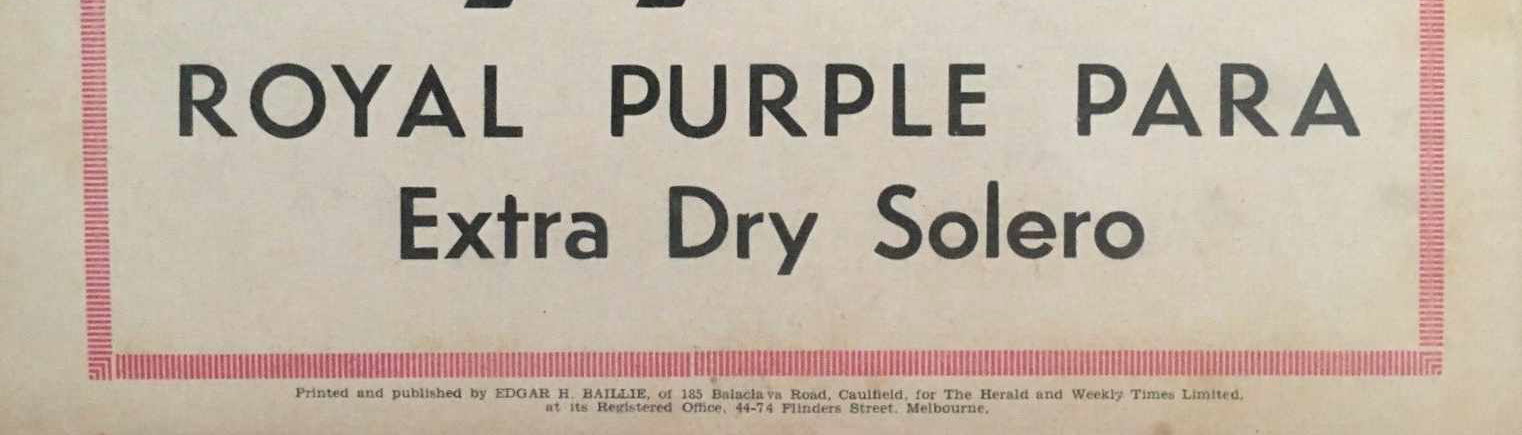 ROYAL PURPLE PARA
Extra Dry Solero
Printed and published by EDGAR H. BAILLIE, of 185 Balaclava Road, Caulfield, for The Herald and Weekly Times Limited,
at its Registered Office, 44-74 Flinders Street, Melbourne.